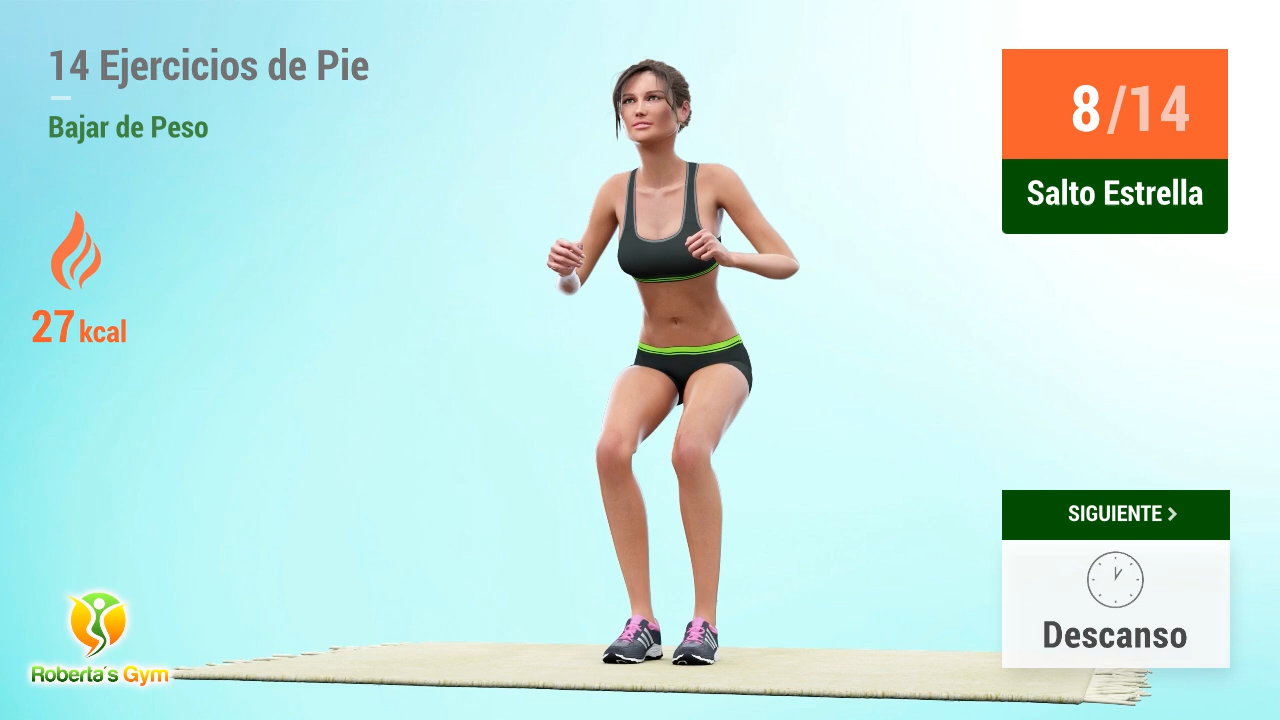 14 Ejercicios de Pie
Bajar de Peso
27 kcal
8/14
Salto Estrella
SIGUIENTE >
Descanso
Roberta´s Gym